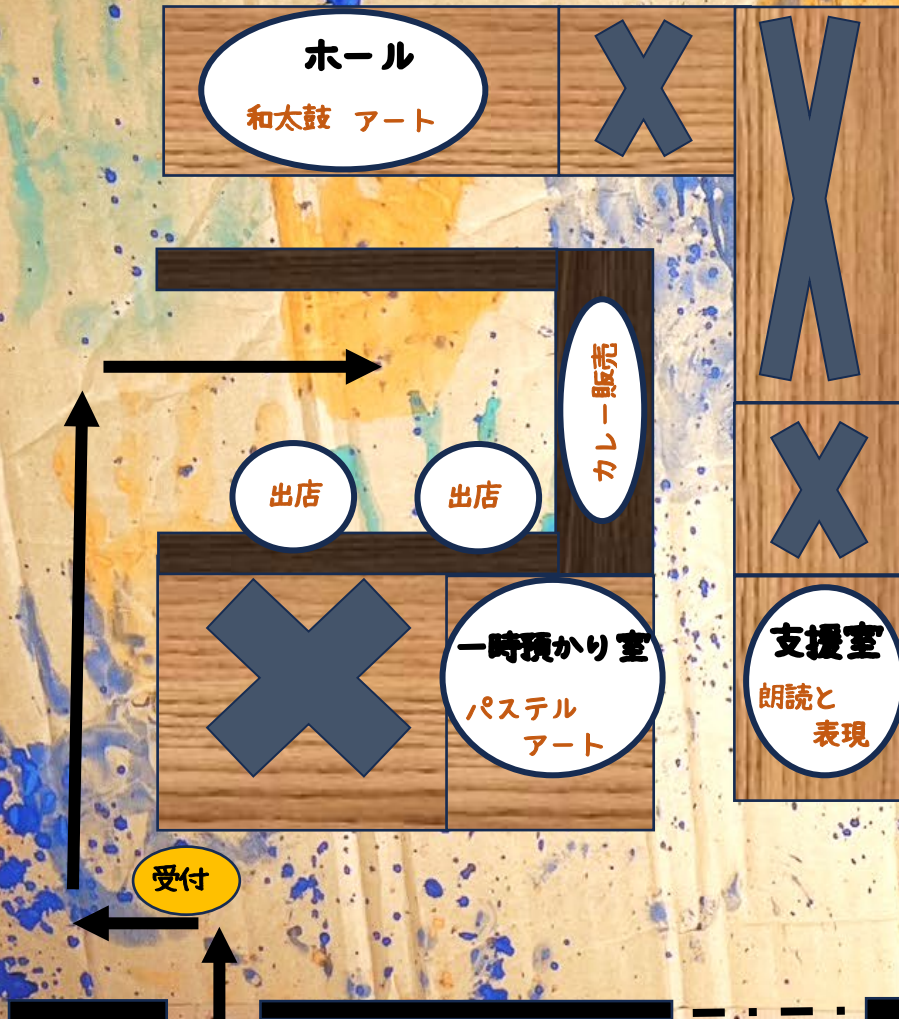 ホール
和太鼓 アート
カレー販売
出店
出店
一時預かり室
パステル
アート
支援室
朗読と
表現
受付